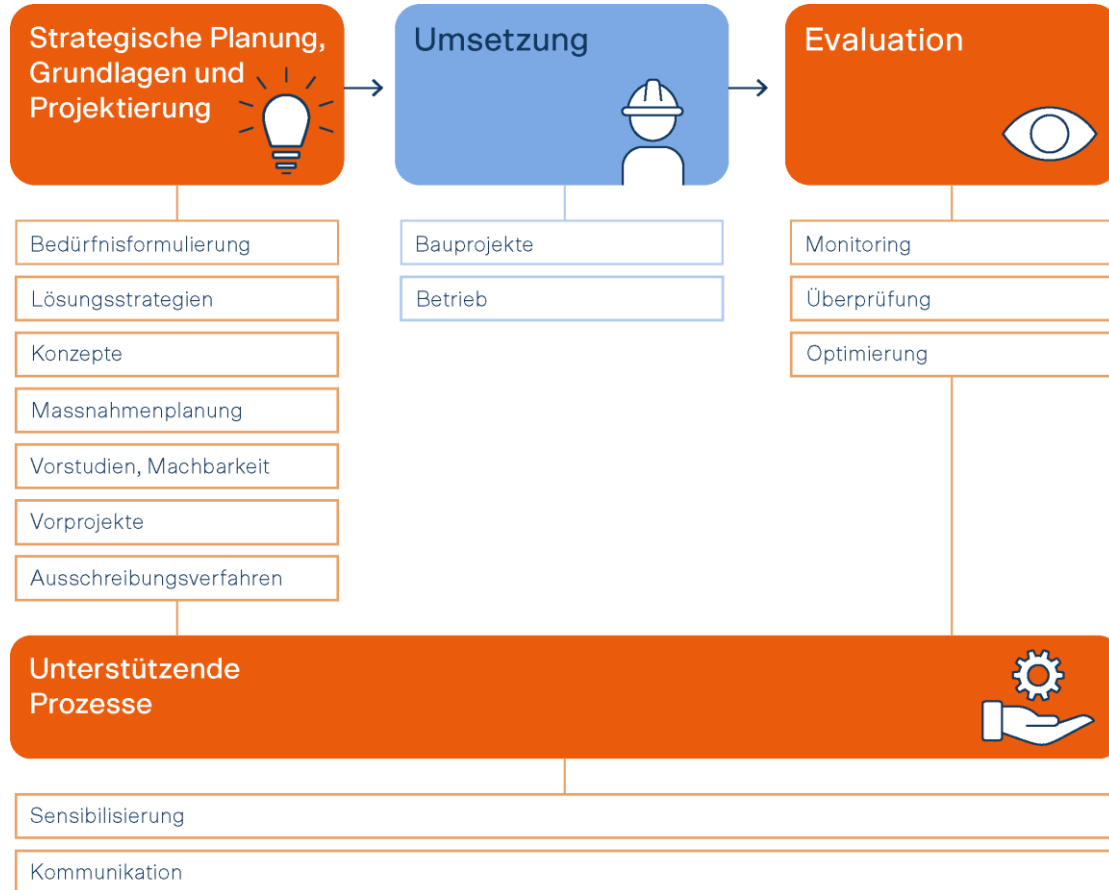 Strategische Planung,
Grundlagen und
Projektierung
Umsetzung
Evaluation
Bedürfnisformulierung
Lösungsstrategien
Konzepte
Massnahmenplanung
Vorstudien, Machbarkeit
Vorprojekte
Ausschreibungsverfahren
Bauprojekte
Betrieb
Monitoring
Überprüfung
Optimierung
Unterstützende
Prozesse
Sensibilisierung
Kommunikation